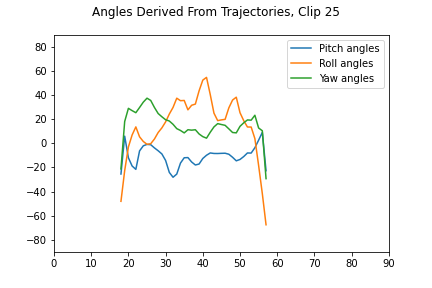 Angles Derived From Trajectories, Clip 25
80
60
40
20
0
−20
−40
−60
−80
0 10 20 30 40 50 60 70 80 90
Pitch angles
Roll angles
Yaw angles